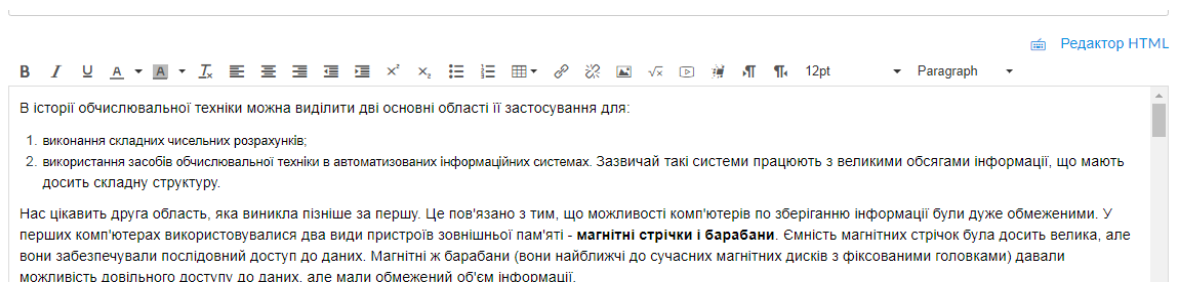 Редактор HTML
B I U A A Tx x² x₂ √x 12pt Paragraph
В історії обчислювальної техніки можна виділити дві основні області її застосування для:
1. виконання складних чисельних розрахунків;
2. використання засобів обчислювальної техніки в автоматизованих інформаційних системах. Зазвичай такі системи працюють з великими обсягами інформації, що мають
досить складну структуру.
Нас цікавить друга область, яка виникла пізніше за першу. Це пов'язано з тим, що можливості комп'ютерів по зберіганню інформації були дуже обмеженими. У
перших комп'ютерах використовувалися два види пристроїв зовнішньої пам'яті - магнітні стрічки і барабани. Ємність магнітних стрічок була досить велика, але
вони забезпечували послідовний доступ до даних. Магнітні ж барабани (вони найближчі до сучасних магнітних дисків з фіксованими головками) давали
можливість довільного доступу до даних, але мали обмежений об'єм інформації.